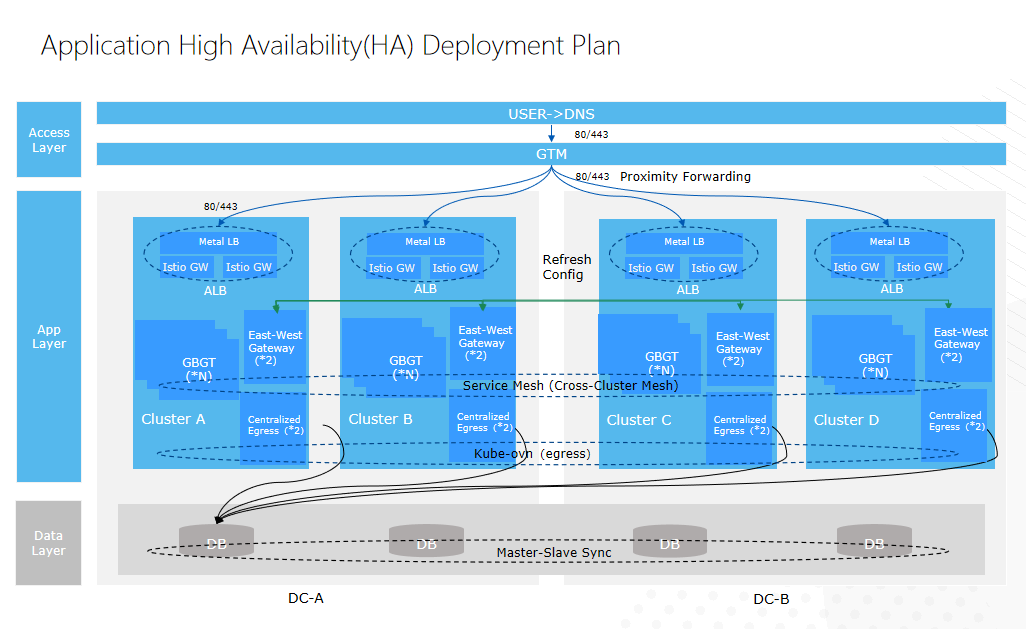 Application High Availability(HA) Deployment Plan
Access
Layer
USER->DNS
80/443
GTM
80/443 Proximity Forwarding
80/443
App
Layer
Metal LB
Istio GW Istio GW
ALB
Metal LB
Istio GW Istio GW
ALB
Refresh
Config
Metal LB
Istio GW Istio GW
ALB
Metal LB
Istio GW Istio GW
ALB
GBGT
(*N)
East-West
Gateway
(*2)
GBGT
(*N)
East-West
Gateway
(*2)
GBGT
(*N)
East-West
Gateway
(*2)
GBGT
(*N)
East-West
Gateway
(*2)
Service Mesh (Cross-Cluster Mesh)
Cluster A
Centralized
Egress (*2)
Cluster B
Centralized
Egress (*2)
Cluster C
Centralized
Egress (*2)
Cluster D
Centralized
Egress (*2)
Kube-ovn (egress)
Data
Layer
DB
DB
DB
DB
Master-Slave Sync
DC-A
DC-B